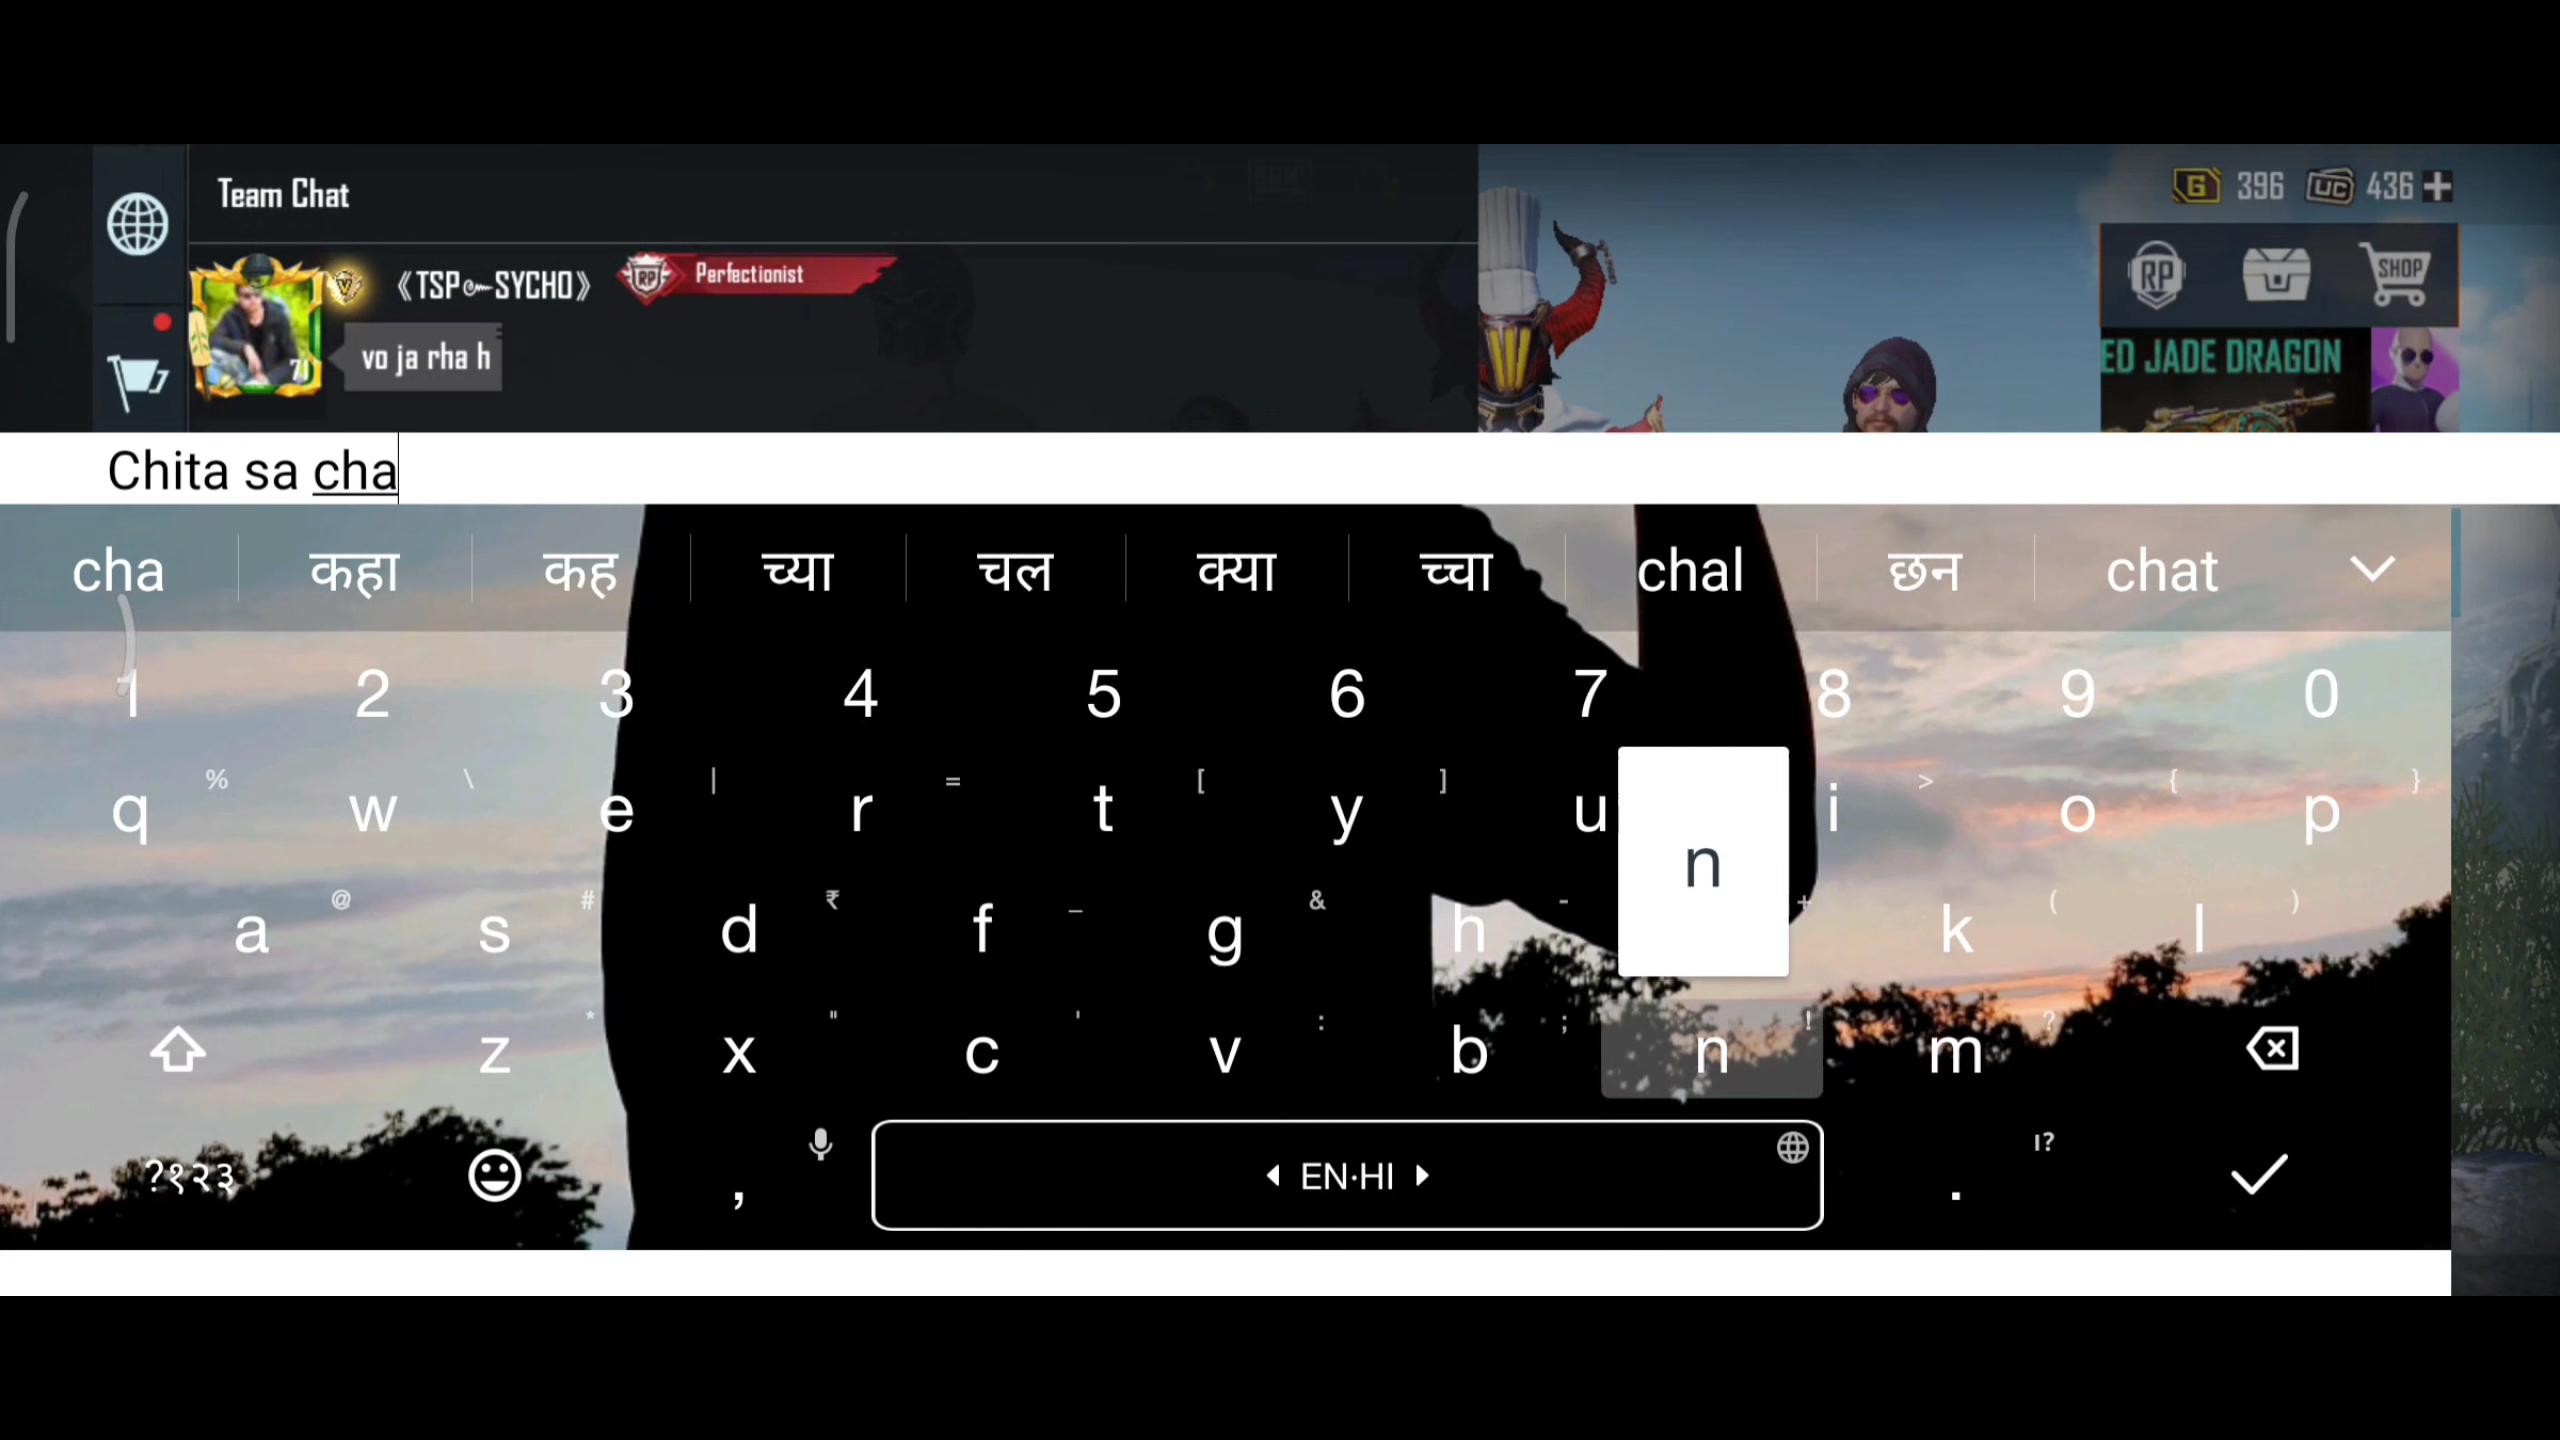 Team Chat
G 396 UC 436
《TSP SYCHO》 RP Perfectionist
RP SHOP
71 vo ja rha h
ED JADE DRAGON
Chita sa cha
cha कहा कह च्या चल क्या च्चा chal छन chat
1 2 3 4 5 6 7 8 9 0
% \ | = [ ] > { }
q w e r t y u i o p
n
@ # ₹ _ & - + ( )
a s d f g h k l
* " ' : ; ! ?
z x c v b n m
?१२३ , EN·HI . ।?